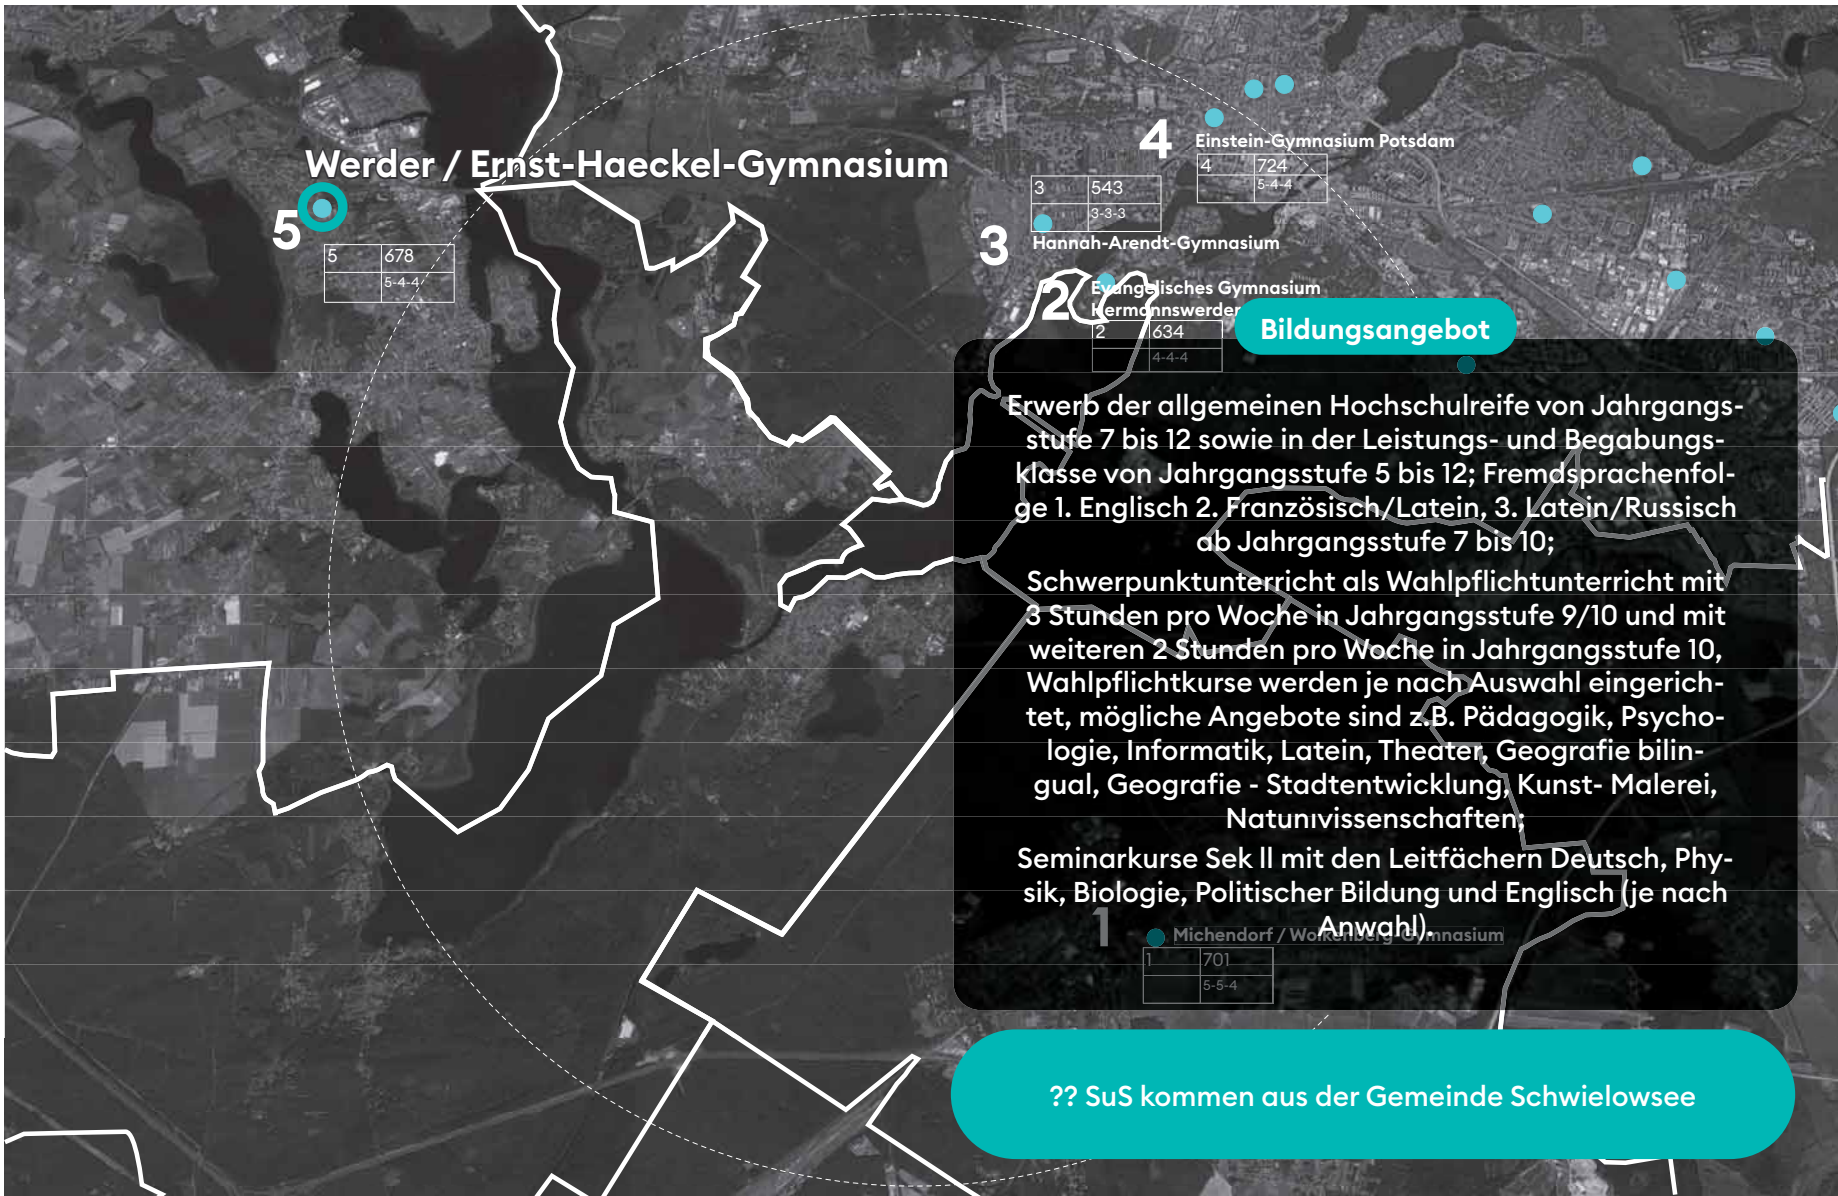 4
Einstein-Gymnasium Potsdam
4 724
5-4-4
Werder / Ernst-Haeckel-Gymnasium
5
5 678
5-4-4
3 543
3-3-3
3
Hannah-Arendt-Gymnasium
2
Evangelisches Gymnasium
Hermannswerder
2 634
4-4-4
Bildungsangebot
Erwerb der allgemeinen Hochschulreife von Jahrgangs-
stufe 7 bis 12 sowie in der Leistungs- und Begabungs-
klasse von Jahrgangsstufe 5 bis 12; Fremdsprachenfol-
ge 1. Englisch 2. Französisch/Latein, 3. Latein/Russisch
ab Jahrgangsstufe 7 bis 10;
Schwerpunktunterricht als Wahlpflichtunterricht mit
3 Stunden pro Woche in Jahrgangsstufe 9/10 und mit
weiteren 2 Stunden pro Woche in Jahrgangsstufe 10,
Wahlpflichtkurse werden je nach Auswahl eingerich-
tet, mögliche Angebote sind z.B. Pädagogik, Psycho-
logie, Informatik, Latein, Theater, Geografie bilin-
gual, Geografie - Stadtentwicklung, Kunst- Malerei,
Natunıvissenschaften;
Seminarkurse Sek ll mit den Leitfächern Deutsch, Phy-
sik, Biologie, Politischer Bildung und Englisch (je nach
Anwahl).
1
Michendorf / Wolkenberg-Gymnasium
1 701
5-5-4
?? SuS kommen aus der Gemeinde Schwielowsee